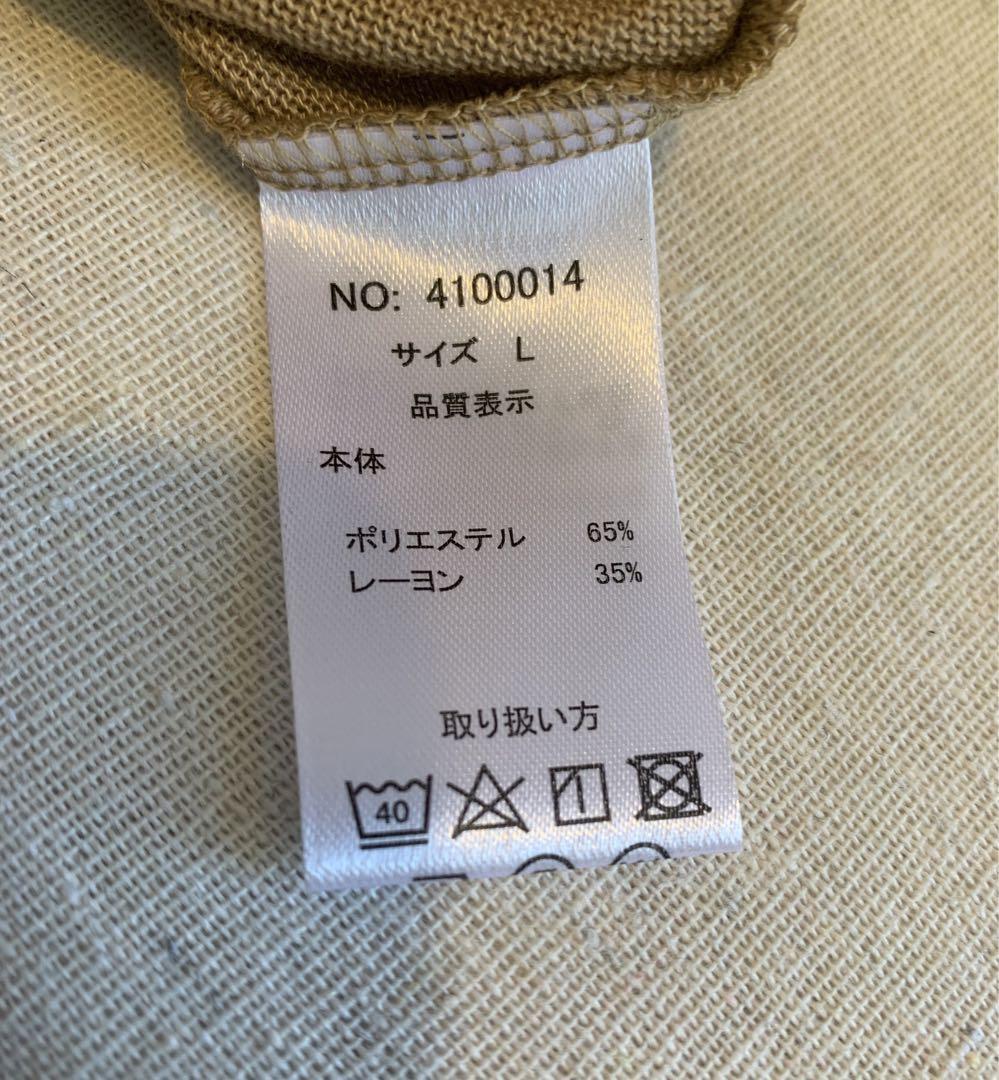 NO: 4100014
サイズ L
品質表示
本体
ポリエステル 65%
レーヨン 35%
取り扱い方
40